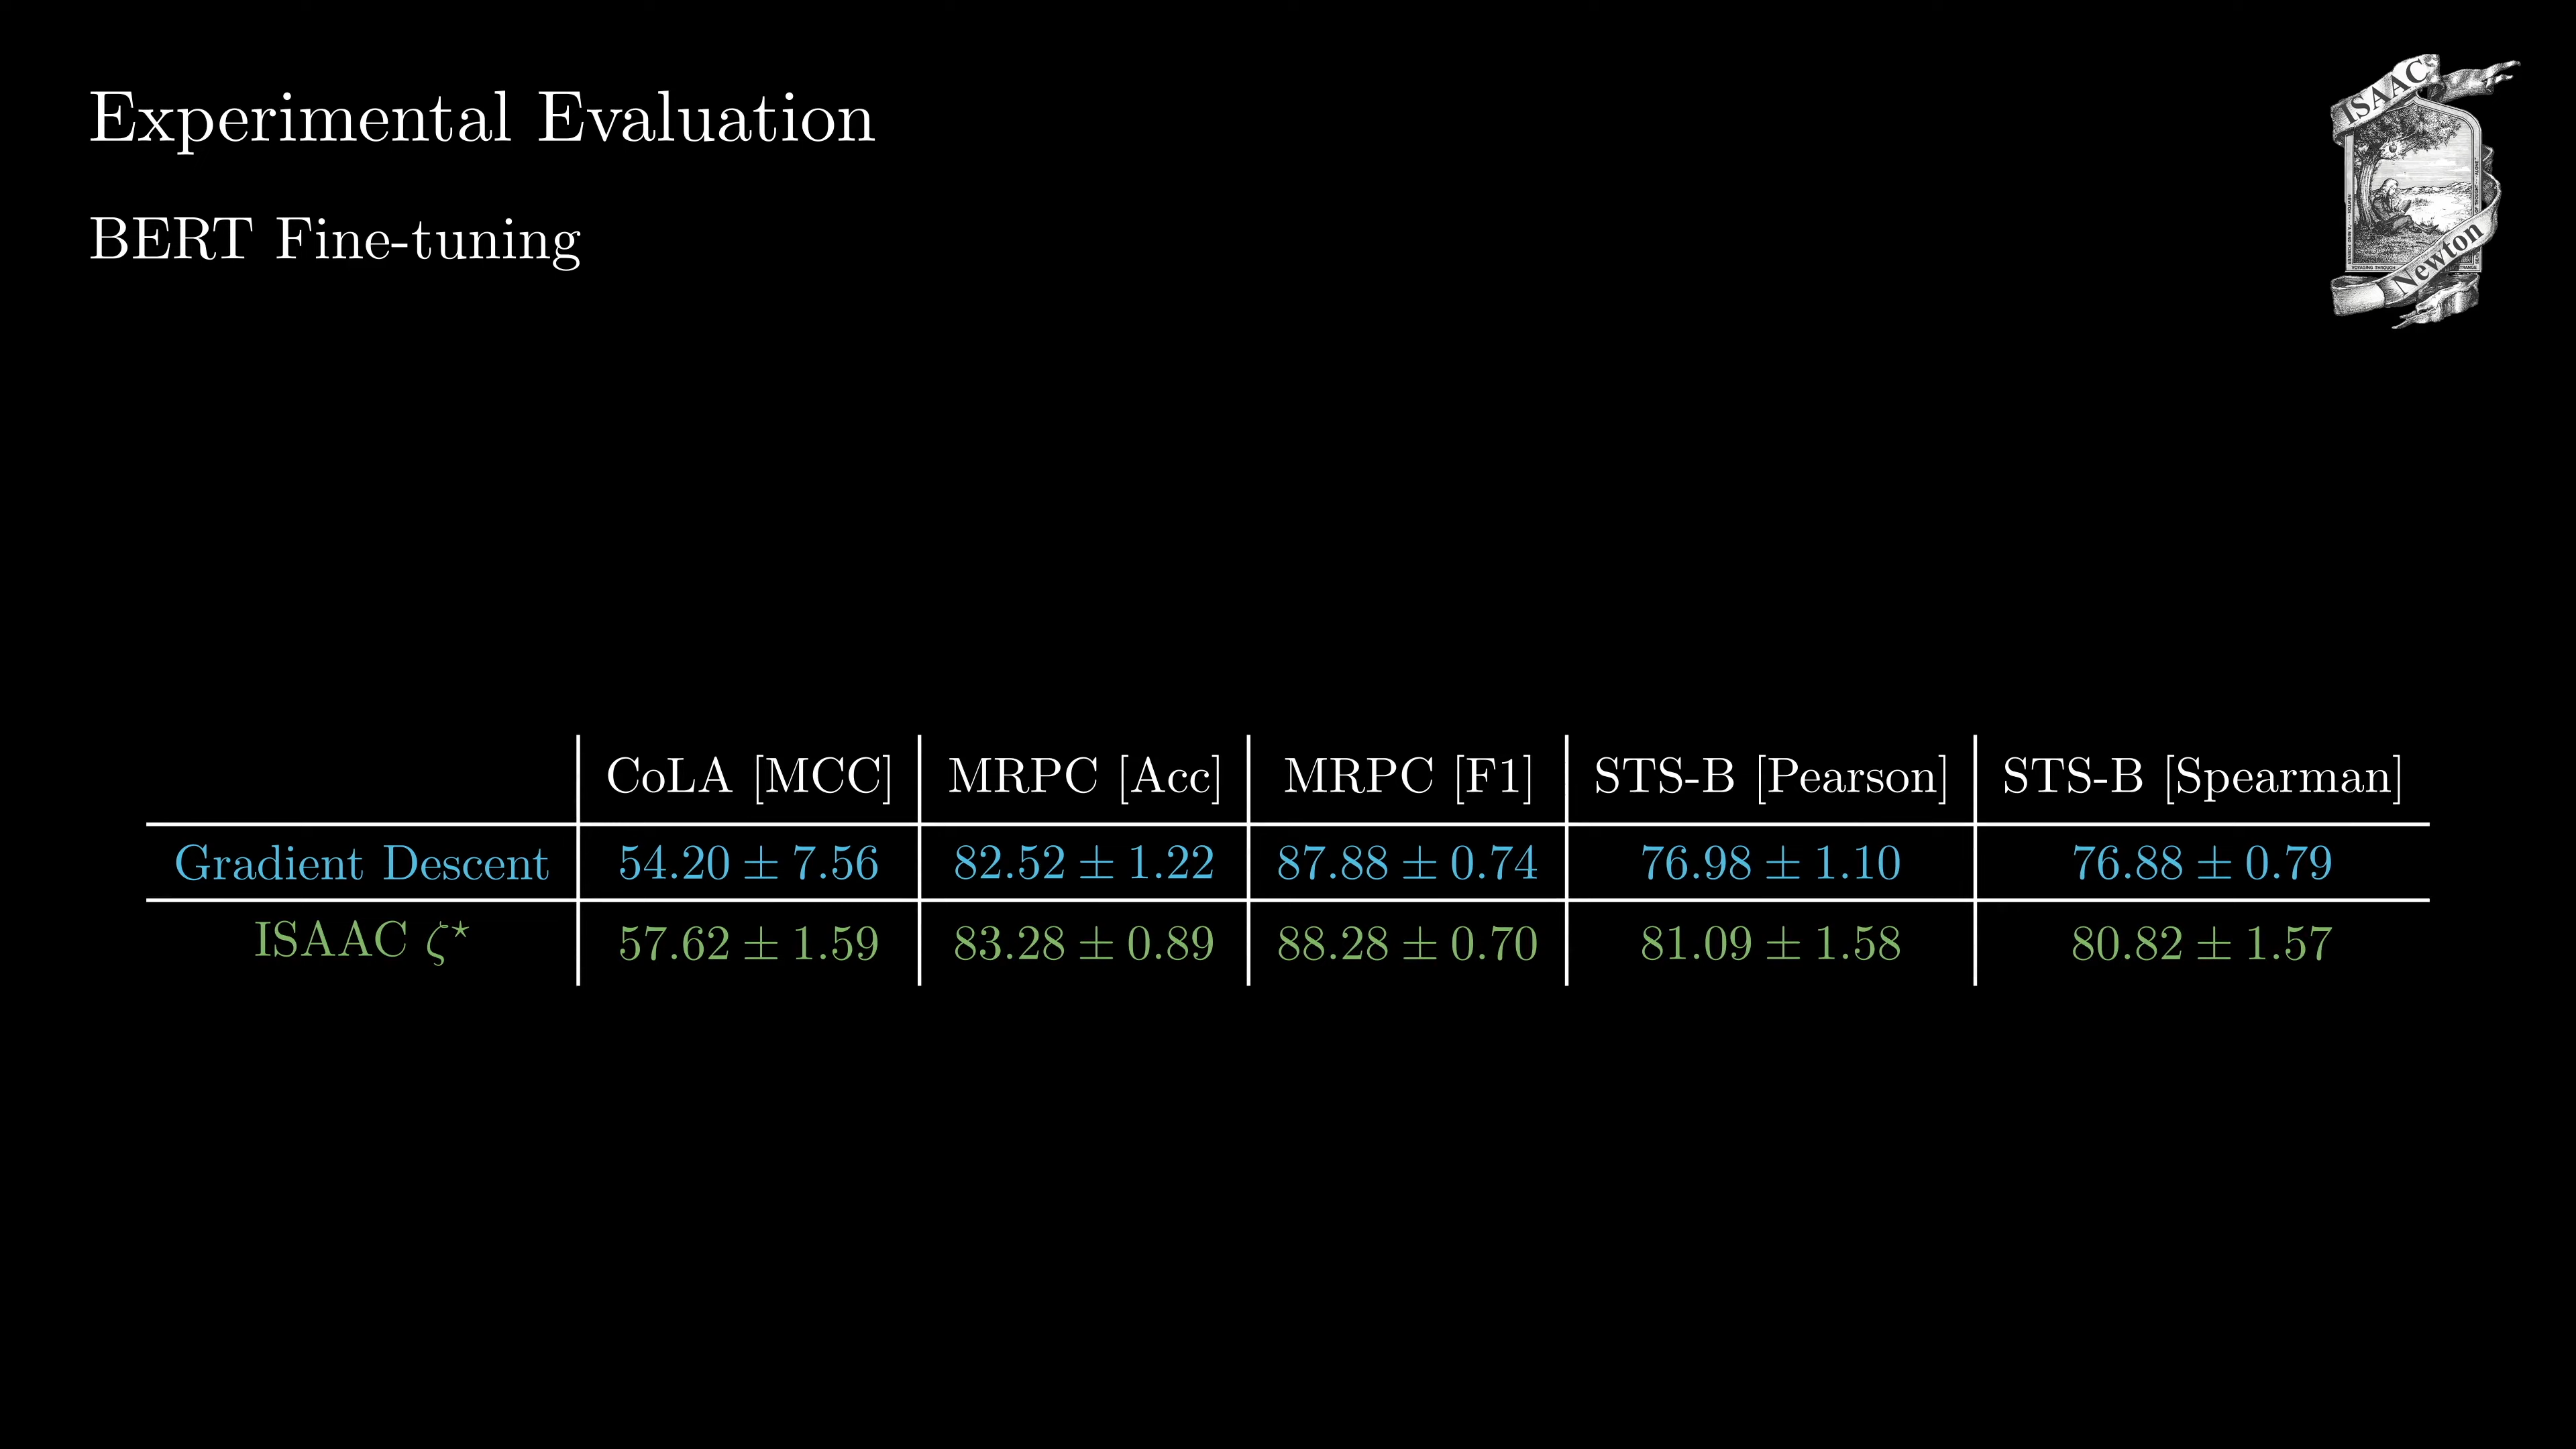 Experimental Evaluation
BERT Fine-tuning
ISAAC
Newton
CoLA [MCC] MRPC [Acc] MRPC [F1] STS-B [Pearson] STS-B [Spearman]
Gradient Descent 54.20 ± 7.56 82.52 ± 1.22 87.88 ± 0.74 76.98 ± 1.10 76.88 ± 0.79
ISAAC ζ* 57.62 ± 1.59 83.28 ± 0.89 88.28 ± 0.70 81.09 ± 1.58 80.82 ± 1.57